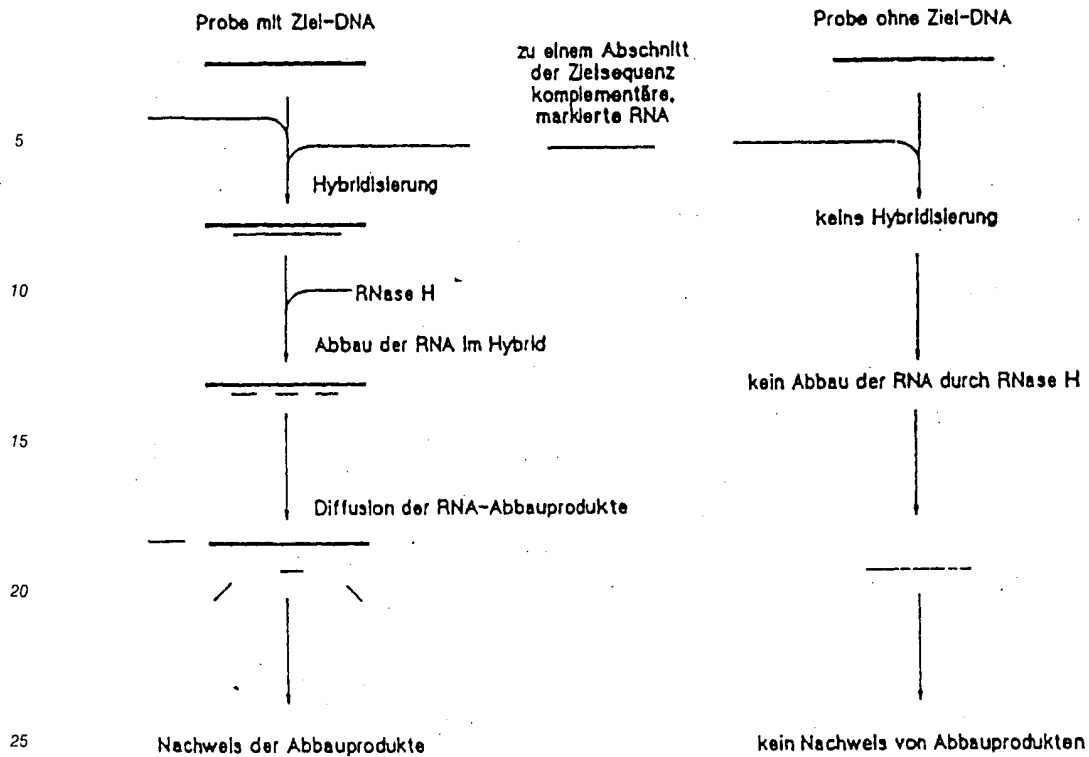 Probe mit Ziel-DNA
zu einem Abschnitt
der Zielsequenz
komplementäre,
markierte RNA
Probe ohne Ziel-DNA
5
Hybridisierung
keine Hybridisierung
10
RNase H
Abbau der RNA im Hybrid
kein Abbau der RNA durch RNase H
15
Diffusion der RNA-Abbauprodukte
20
25
Nachweis der Abbauprodukte
kein Nachweis von Abbauprodukten